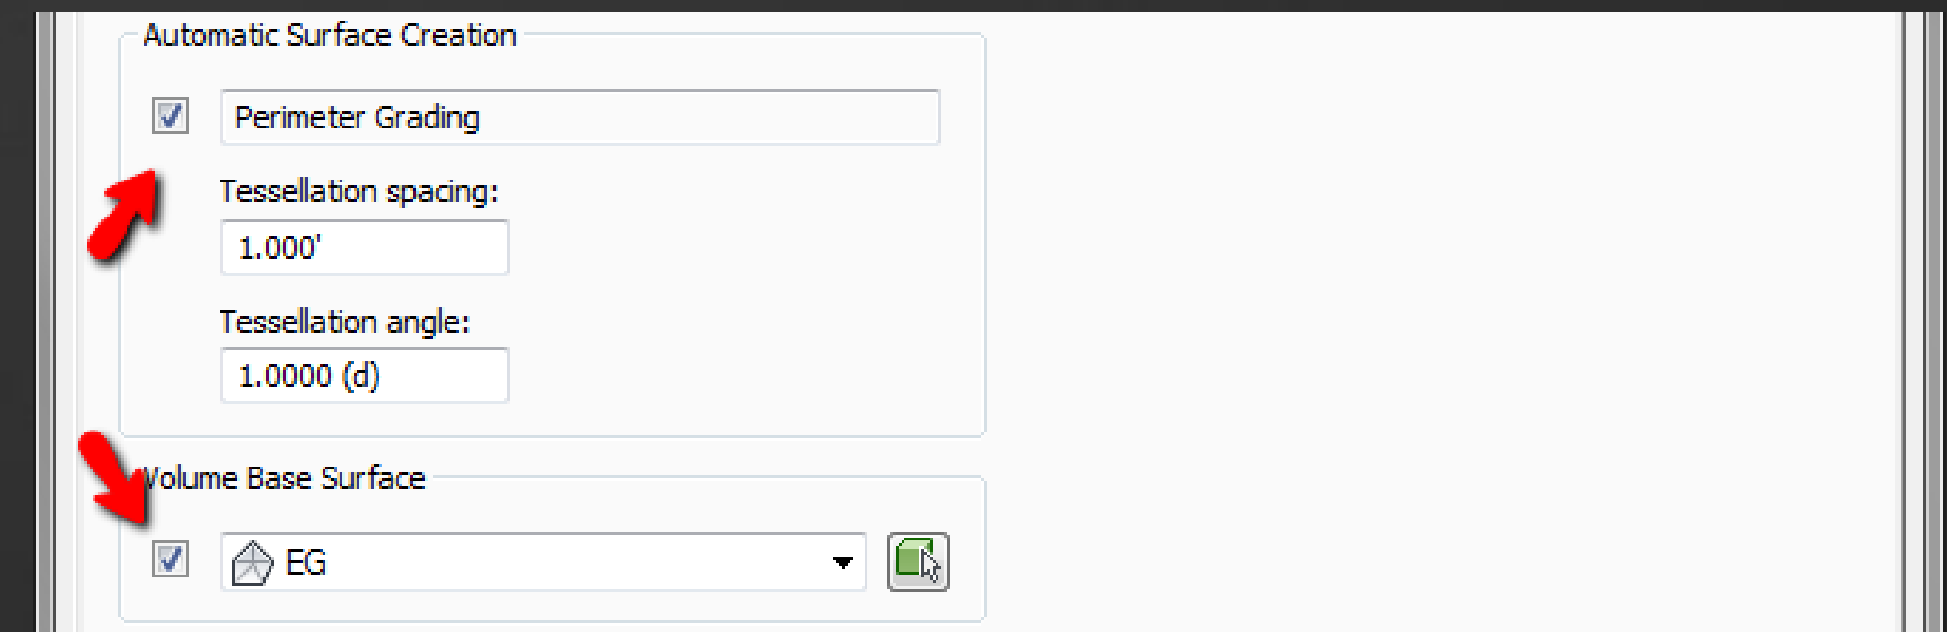 Automatic Surface Creation
Perimeter Grading
Tessellation spacing:
1.000'
Tessellation angle:
1.0000 (d)
Volume Base Surface
EG